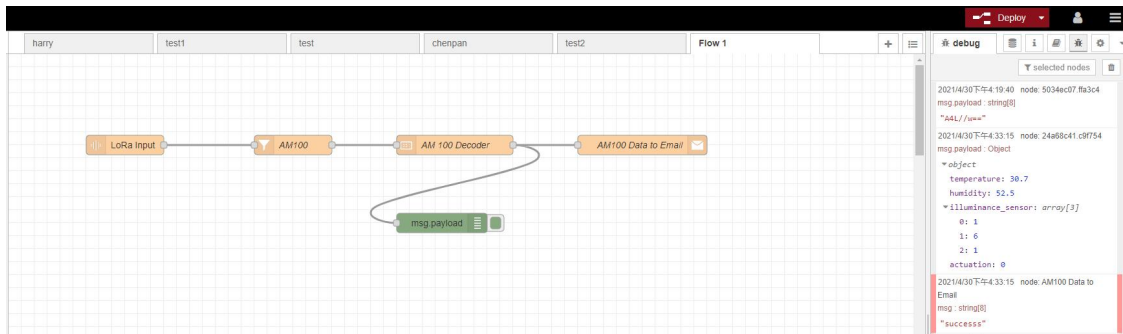 Deploy
harry
test1
test
chenpan
test2
Flow 1
debug
selected nodes
LoRa Input
AM100
AM 100 Decoder
AM100 Data to Email
msg.payload
2021/4/30下午4:19:40 node: 5034ec07.ffa3c4
msg.payload : string[8]
"A4L//w=="
2021/4/30下午4:33:15 node: 24a68c41.c9f754
msg.payload : Object
object
temperature: 30.7
humidity: 52.5
illuminance_sensor: array[3]
0: 1
1: 6
2: 1
actuation: 0
2021/4/30下午4:33:15 node: AM100 Data to
Email
msg : string[8]
"successs"